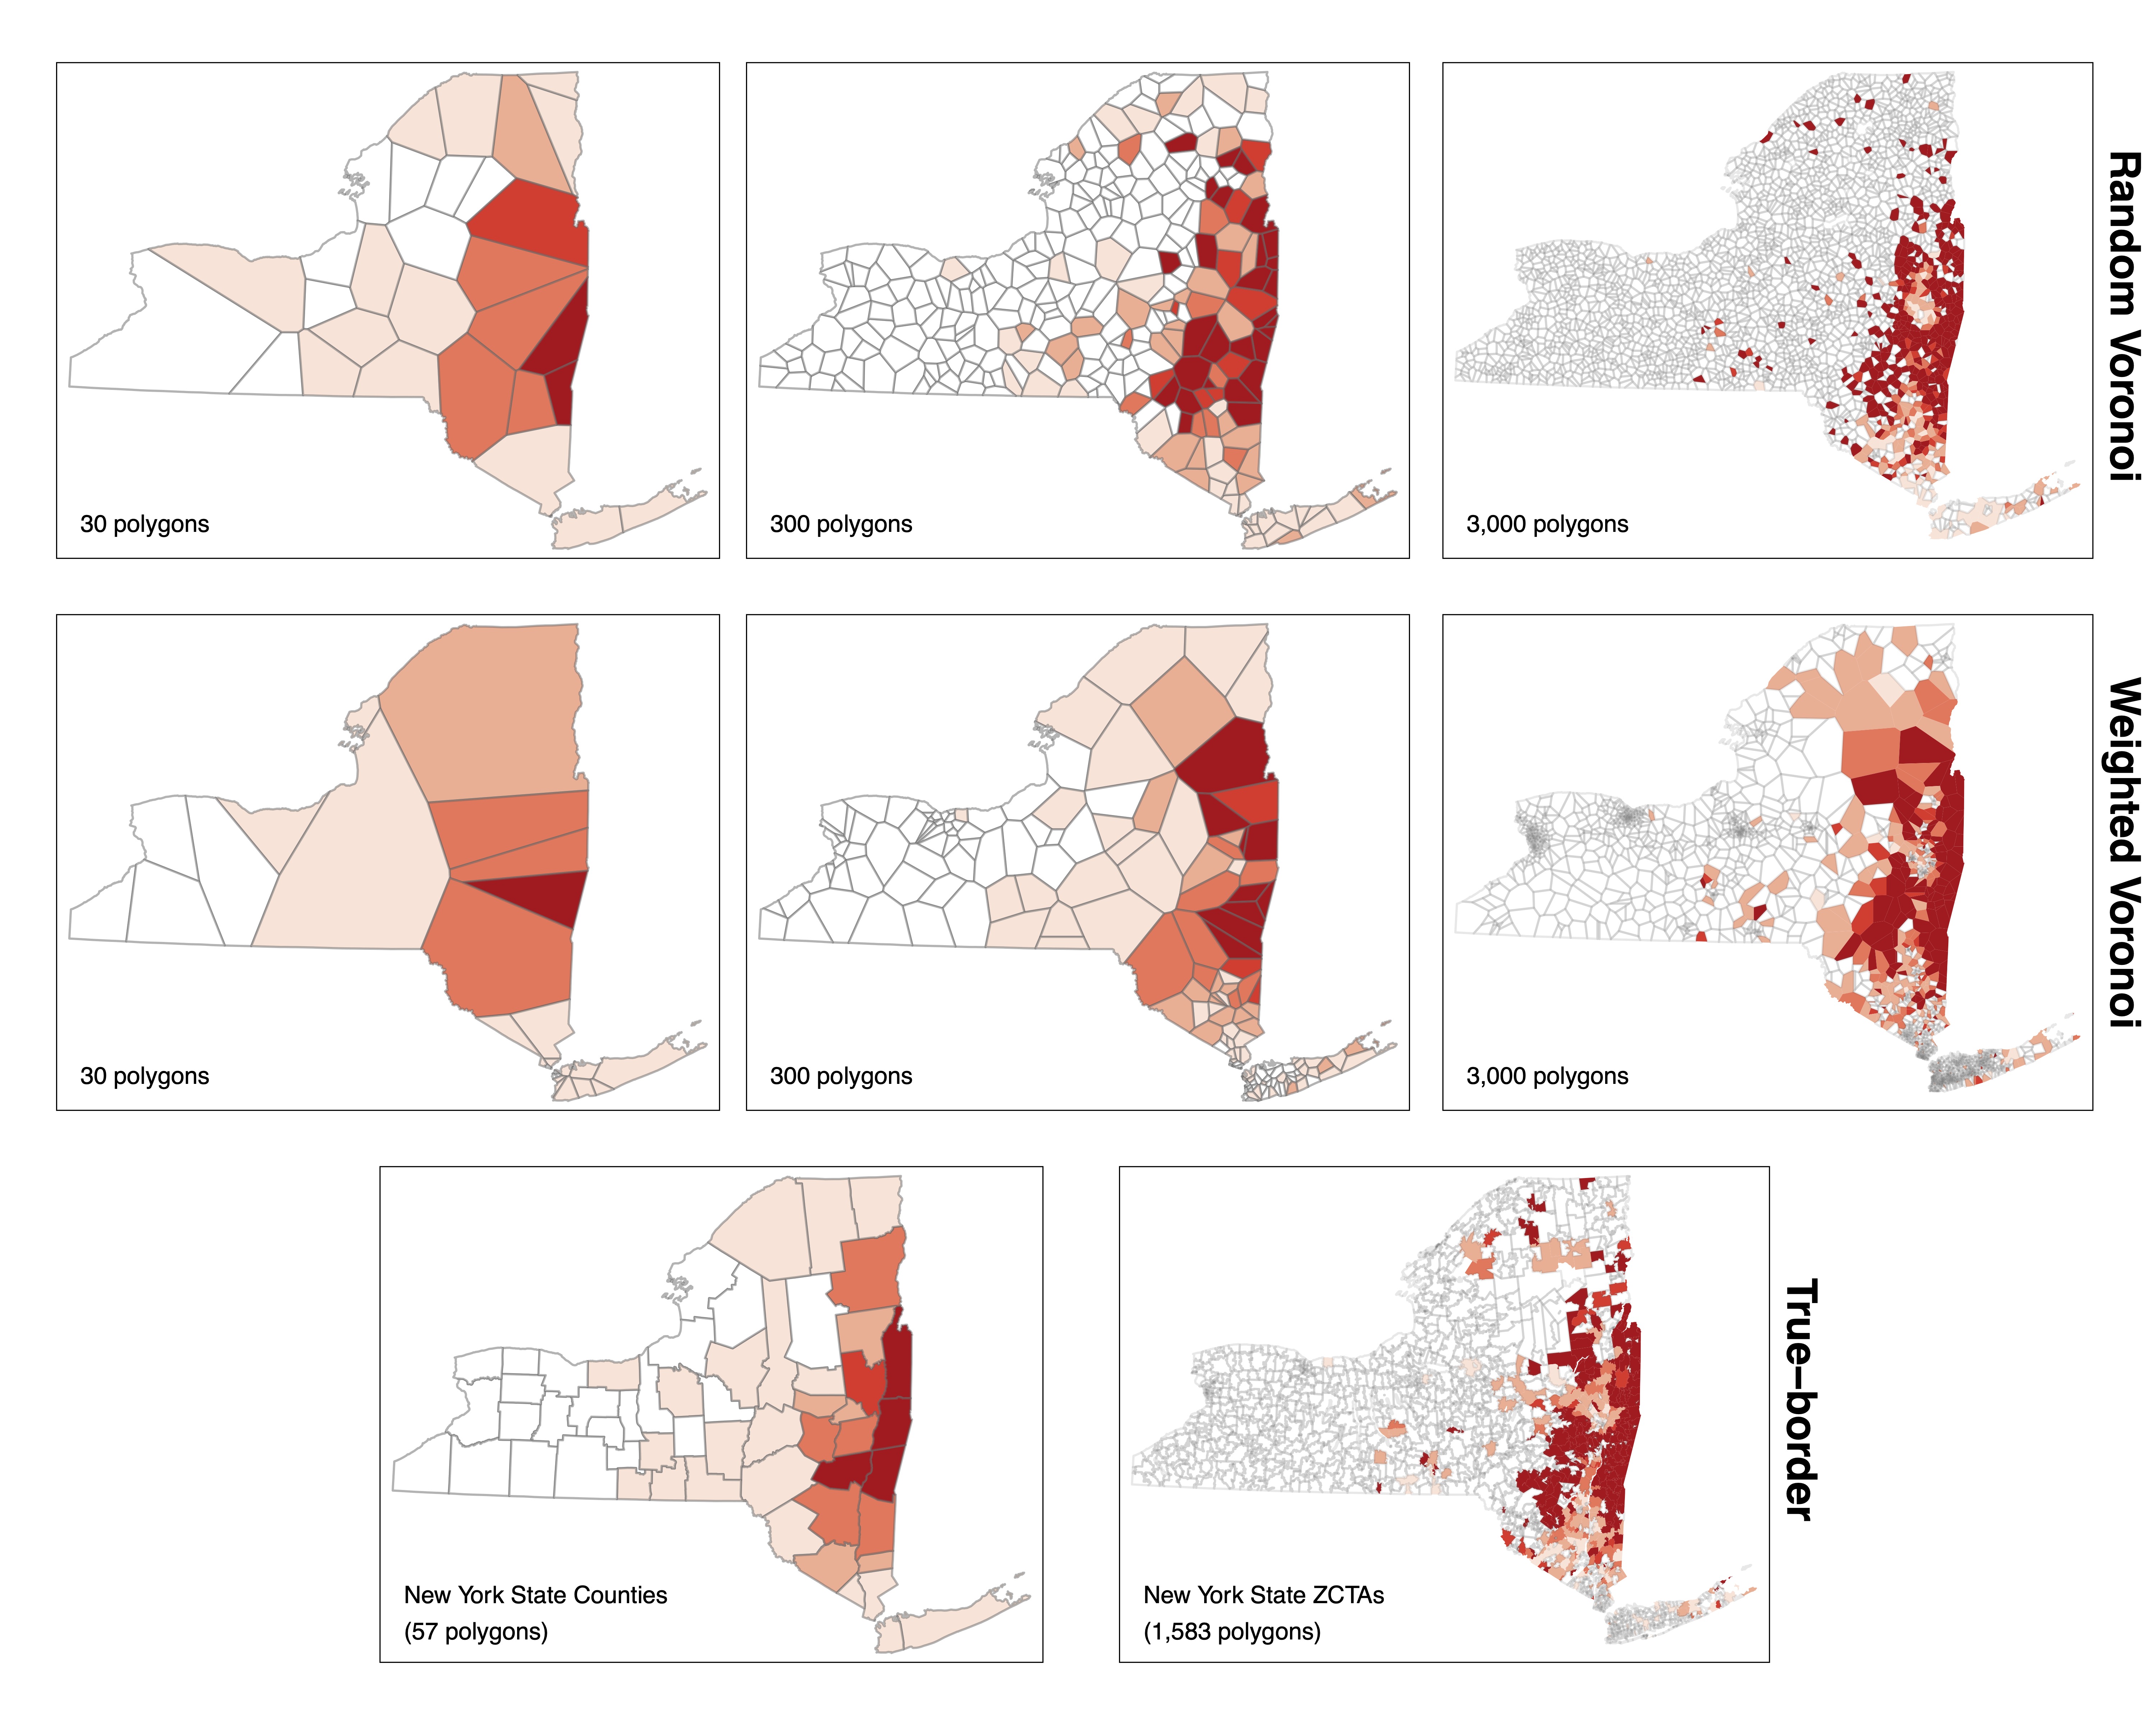 30 polygons
300 polygons
3,000 polygons
Random Voronoi
30 polygons
300 polygons
3,000 polygons
Weighted Voronoi
New York State Counties
(57 polygons)
New York State ZCTAs
(1,583 polygons)
True−border